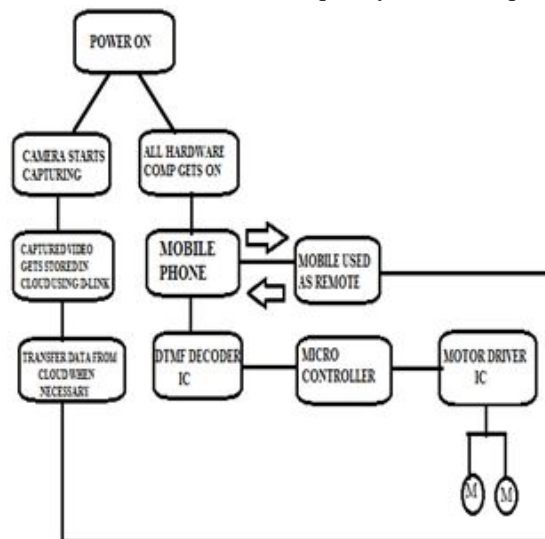 POWER ON
CAMERA STARTS
CAPTURING
ALL HARDWARE
COMP GETS ON
CAPTURED VIDEO
GETS STORED IN
CLOUD USING D-LINK
MOBILE
PHONE
MOBILE USED
AS REMOTE
TRANSFER DATA FROM
CLOUD WHEN
NECESSARY
DTMF DECODER
IC
MICRO
CONTROLLER
MOTOR DRIVER
IC
M
M